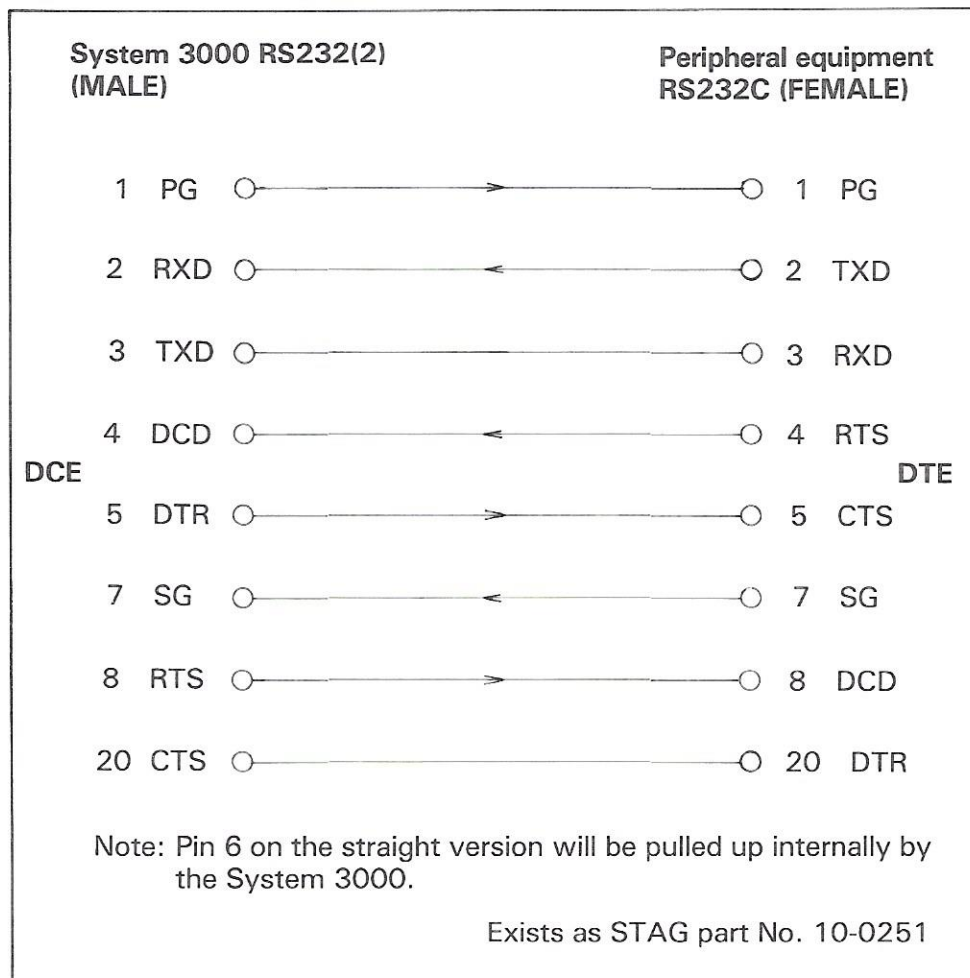 System 3000 RS232(2)
(MALE)
Peripheral equipment
RS232C (FEMALE)
1 PG 1 PG
2 RXD 2 TXD
3 TXD 3 RXD
4 DCD 4 RTS
DCE DTE
5 DTR 5 CTS
7 SG 7 SG
8 RTS 8 DCD
20 CTS 20 DTR
Note: Pin 6 on the straight version will be pulled up internally by
the System 3000.
Exists as STAG part No. 10-0251